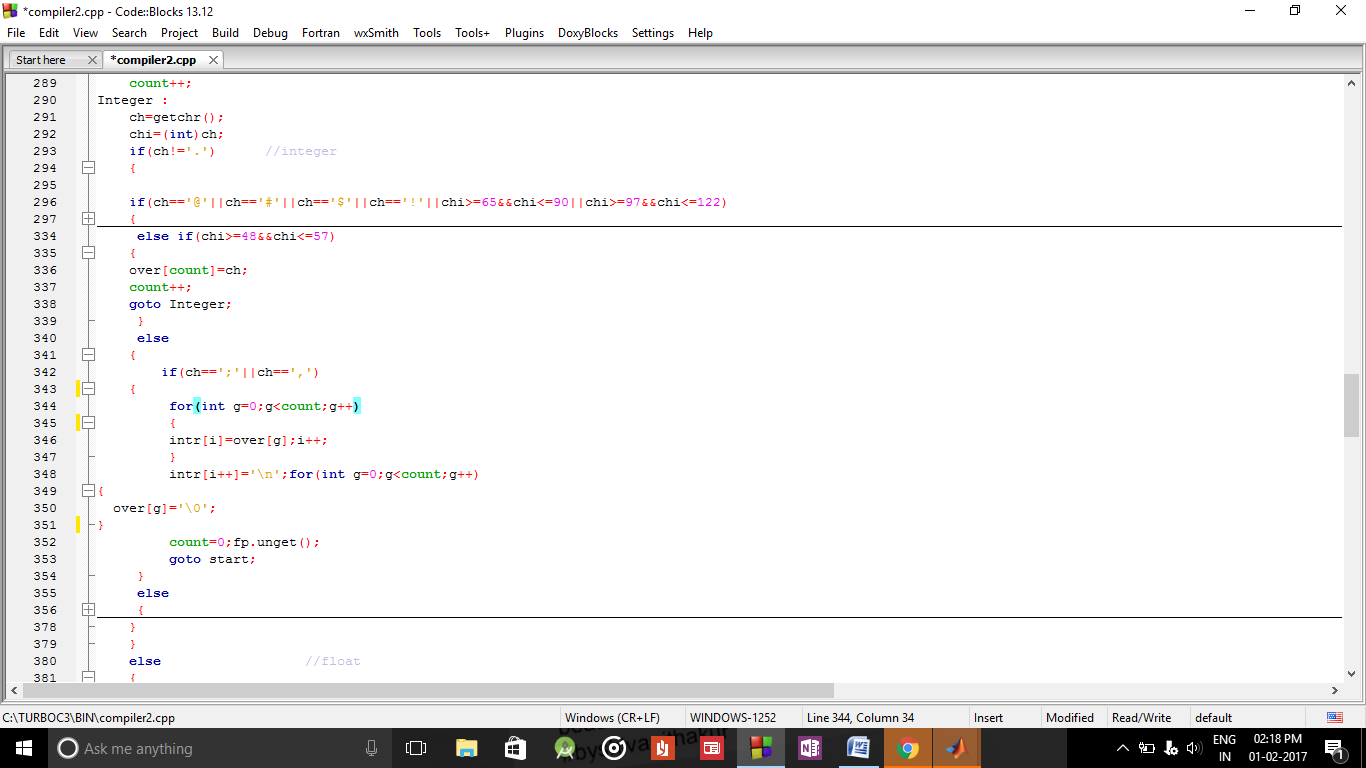 *compiler2.cpp - Code::Blocks 13.12
File Edit View Search Project Build Debug Fortran wxSmith Tools Tools+ Plugins DoxyBlocks Settings Help
Start here *compiler2.cpp
289 count++;
290 Integer :
291 ch=getchr();
292 chi=(int)ch;
293 if(ch!='.') //integer
294 {
295
296 if(ch=='@'||ch=='#'||ch=='$'||ch=='!'||chi>=65&&chi<=90||chi>=97&&chi<=122)
297 {
334 else if(chi>=48&&chi<=57)
335 {
336 over[count]=ch;
337 count++;
338 goto Integer;
339 }
340 else
341 {
342 if(ch==';'||ch==',')
343 {
344 for(int g=0;g<count;g++)
345 {
346 intr[i]=over[g];i++;
347 }
348 intr[i++]='\n';for(int g=0;g<count;g++)
349 {
350 over[g]='\0';
351 }
352 count=0;fp.unget();
353 goto start;
354 }
355 else
356 {
378 }
379 }
380 else //float
381 {
C:\TURBOC3\BIN\compiler2.cpp Windows (CR+LF) WINDOWS-1252 Line 344, Column 34 Insert Modified Read/Write default
Ask me anything
ENG 02:18 PM
IN 01-02-2017
1